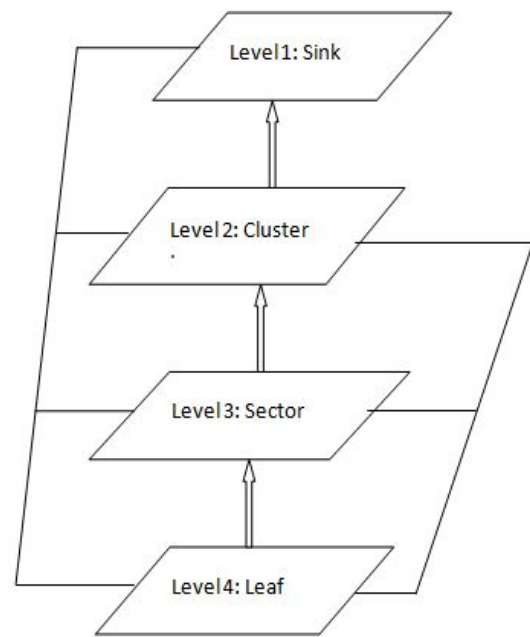 Level1: Sink
Level2: Cluster
.
Level3: Sector
Level4: Leaf